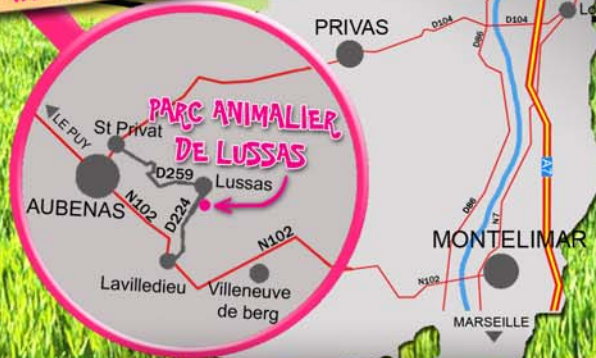 PRIVAS
D104
D104
D86
LE PUY
St Privat
PARC ANIMALIER
DE LUSSAS
D259
Lussas
A7
AUBENAS
N102
D224
D86
N7
N102
MONTELIMAR
Lavilledieu
Villeneuve
de berg
N102
MARSEILLE